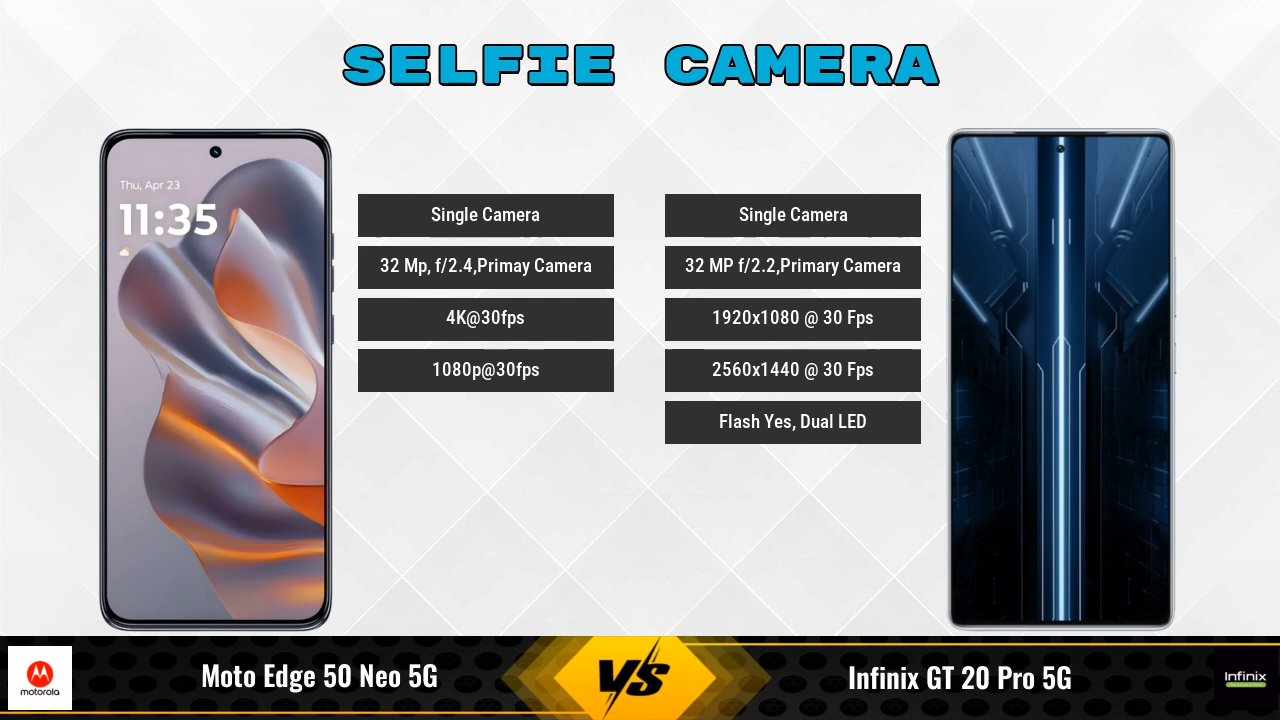 SELFIE CAMERA
Thu, Apr 23
11:35
Single Camera
32 Mp, f/2.4,Primay Camera
4K@30fps
1080p@30fps
Single Camera
32 MP f/2.2,Primary Camera
1920x1080 @ 30 Fps
2560x1440 @ 30 Fps
Flash Yes, Dual LED
motorola
Moto Edge 50 Neo 5G
VS
Infinix GT 20 Pro 5G
Infinix